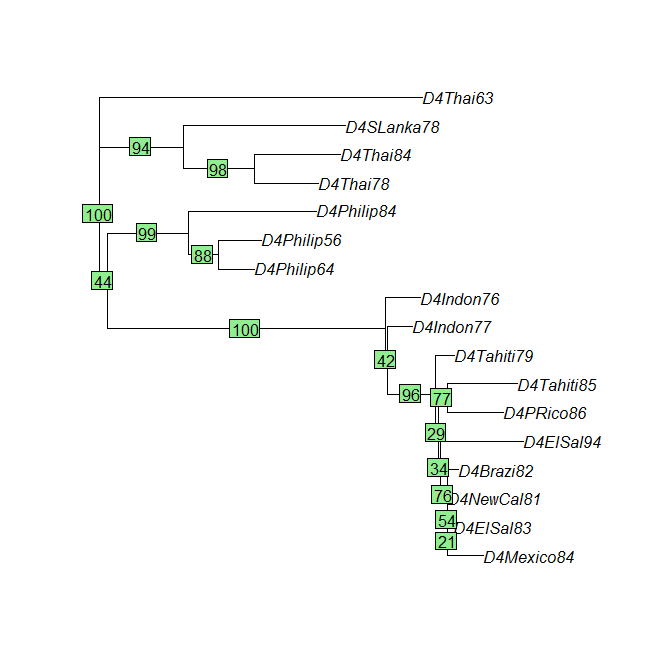 D4Thai63
D4SLanka78
94
D4Thai84
98
D4Thai78
100
D4Philip84
99
D4Philip56
88
D4Philip64
44
D4Indon76
100
D4Indon77
42
D4Tahiti79
D4Tahiti85
96
77
D4PRico86
29
D4ElSal94
34
D4Brazi82
76
D4NewCal81
54
D4ElSal83
21
D4Mexico84